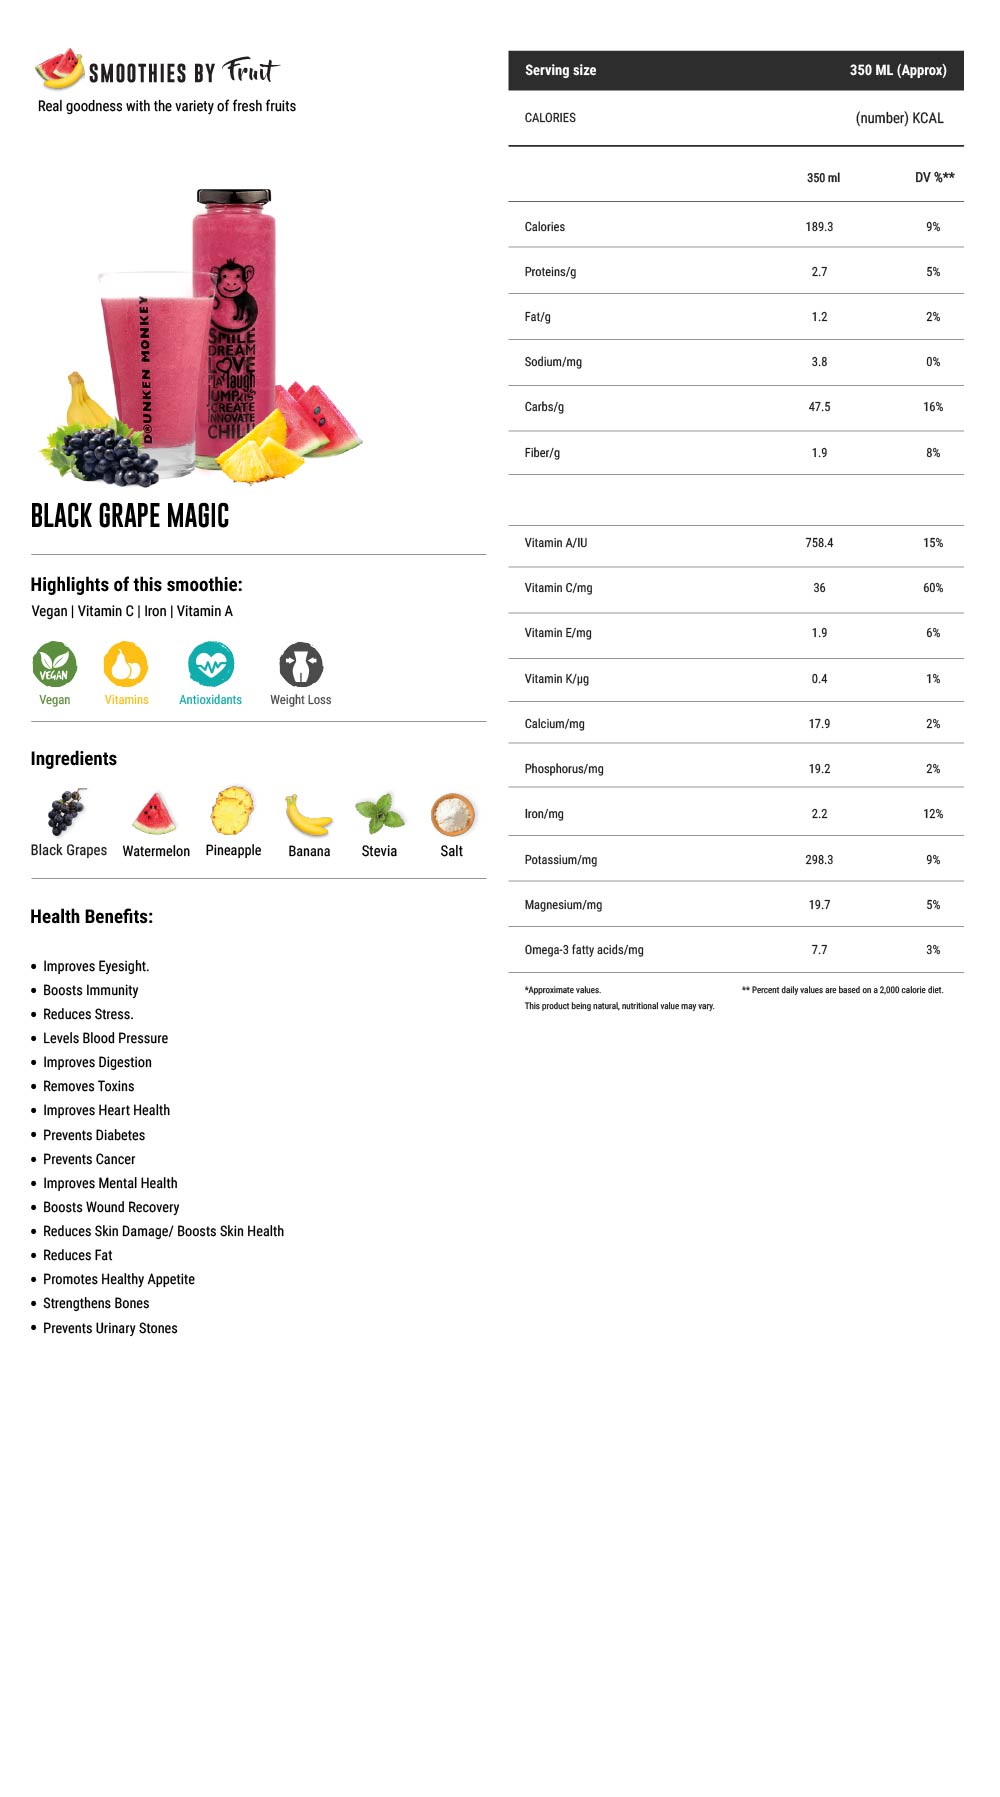 SMOOTHIES BY Fruit
Real goodness with the variety of fresh fruits
DRUNKEN MONKEY
SMILE
DREAM
LOVE
PLAY laugh
JUMP KISS
CREATE
INNOVATE
CHILL
BLACK GRAPE MAGIC
Highlights of this smoothie:
Vegan | Vitamin C | Iron | Vitamin A
VEGAN
Vegan Vitamins Antioxidants Weight Loss
Ingredients
Black Grapes Watermelon Pineapple Banana Stevia Salt
Health Benefits:
• Improves Eyesight.
• Boosts Immunity
• Reduces Stress.
• Levels Blood Pressure
• Improves Digestion
• Removes Toxins
• Improves Heart Health
• Prevents Diabetes
• Prevents Cancer
• Improves Mental Health
• Boosts Wound Recovery
• Reduces Skin Damage/ Boosts Skin Health
• Reduces Fat
• Promotes Healthy Appetite
• Strengthens Bones
• Prevents Urinary Stones
Serving size 350 ML (Approx)
CALORIES (number) KCAL
350 ml DV %**
Calories 189.3 9%
Proteins/g 2.7 5%
Fat/g 1.2 2%
Sodium/mg 3.8 0%
Carbs/g 47.5 16%
Fiber/g 1.9 8%
Vitamin A/IU 758.4 15%
Vitamin C/mg 36 60%
Vitamin E/mg 1.9 6%
Vitamin K/µg 0.4 1%
Calcium/mg 17.9 2%
Phosphorus/mg 19.2 2%
Iron/mg 2.2 12%
Potassium/mg 298.3 9%
Magnesium/mg 19.7 5%
Omega-3 fatty acids/mg 7.7 3%
*Approximate values. ** Percent daily values are based on a 2,000 calorie diet.
This product being natural, nutritional value may vary.